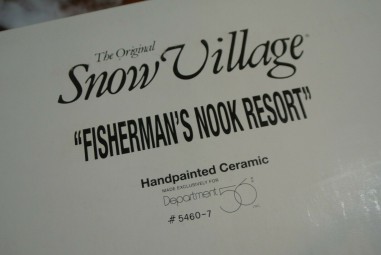 The Original
Snow Village®
"FISHERMAN'S NOOK RESORT"
Handpainted Ceramic
MADE EXCLUSIVELY FOR
Department 56
# 5460-7